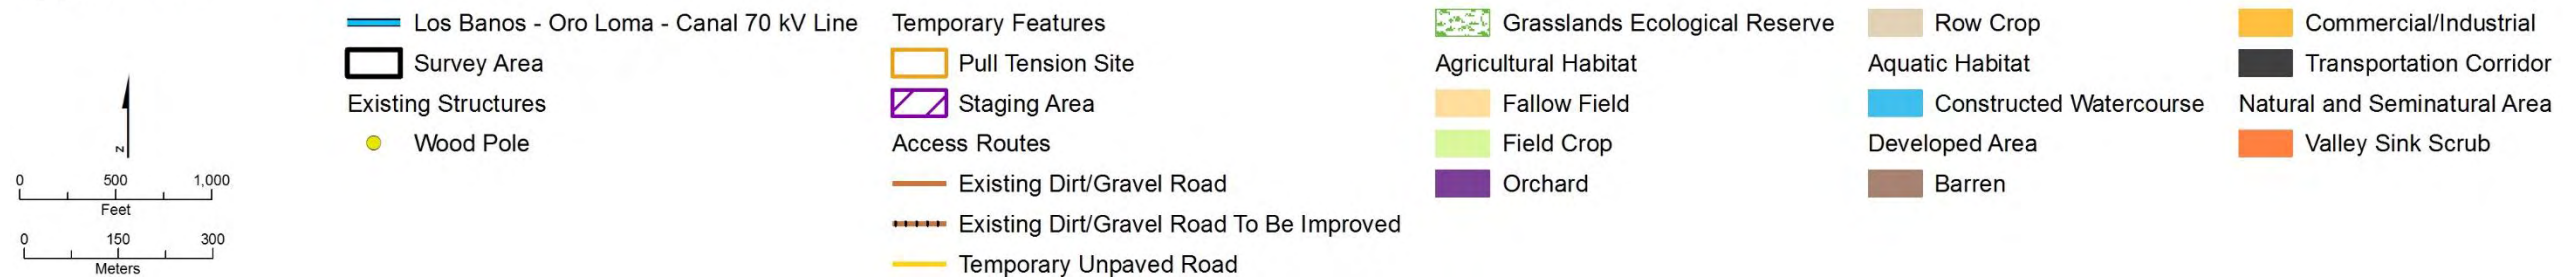 N
0 500 1,000
Feet
0 150 300
Meters
Los Banos - Oro Loma - Canal 70 kV Line
Survey Area
Existing Structures
Wood Pole
Temporary Features
Pull Tension Site
Staging Area
Access Routes
Existing Dirt/Gravel Road
Existing Dirt/Gravel Road To Be Improved
Temporary Unpaved Road
Grasslands Ecological Reserve
Agricultural Habitat
Fallow Field
Field Crop
Orchard
Row Crop
Aquatic Habitat
Constructed Watercourse
Developed Area
Barren
Commercial/Industrial
Transportation Corridor
Natural and Seminatural Area
Valley Sink Scrub